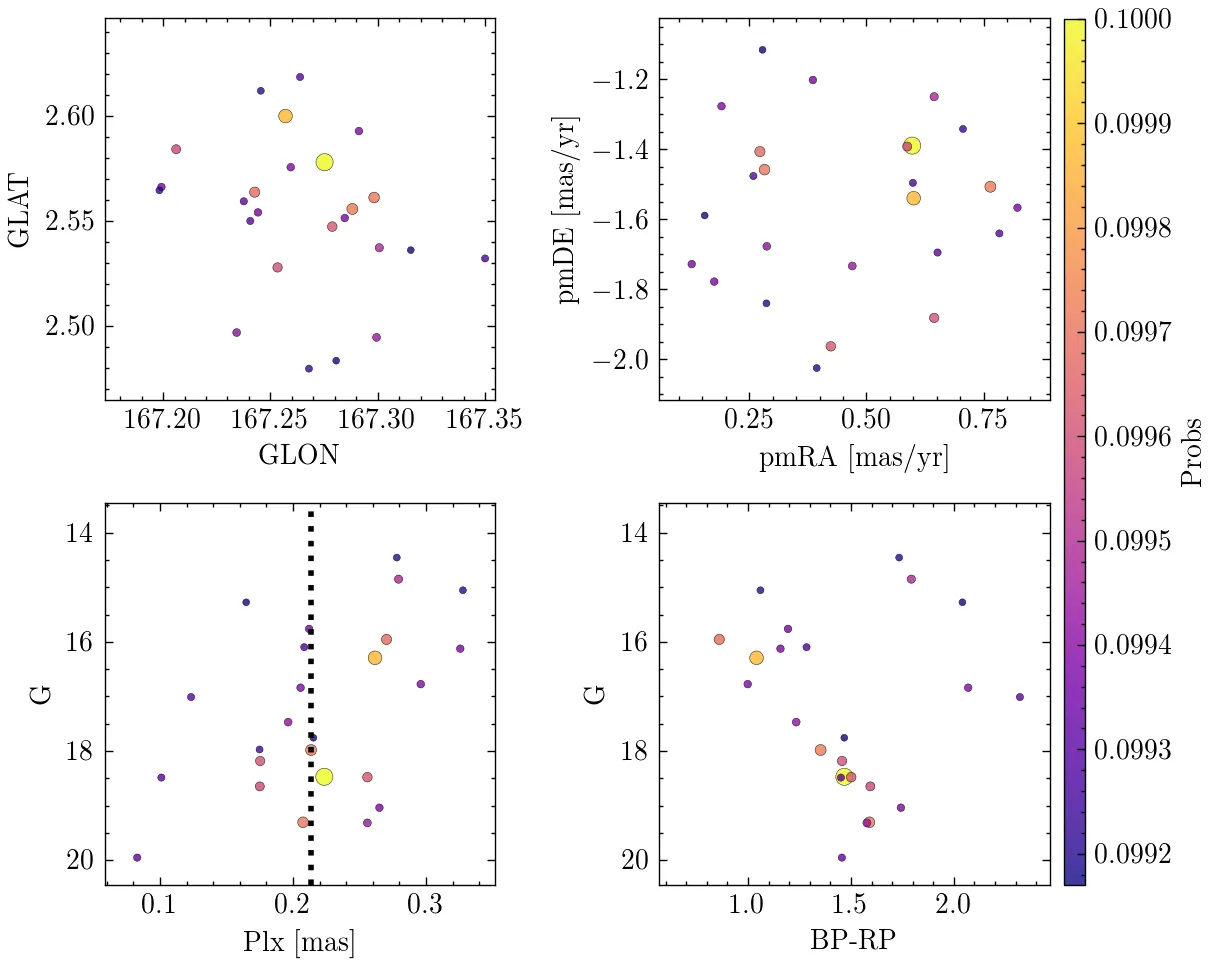 2.60
2.55
2.50
GLAT
167.20 167.25 167.30 167.35
GLON
−1.2
−1.4
−1.6
−1.8
−2.0
pmDE [mas/yr]
0.25 0.50 0.75
pmRA [mas/yr]
14
16
18
20
G
0.1 0.2 0.3
Plx [mas]
14
16
18
20
G
1.0 1.5 2.0
BP-RP
0.1000
0.0999
0.0998
0.0997
0.0996
0.0995
0.0994
0.0993
0.0992
Probs